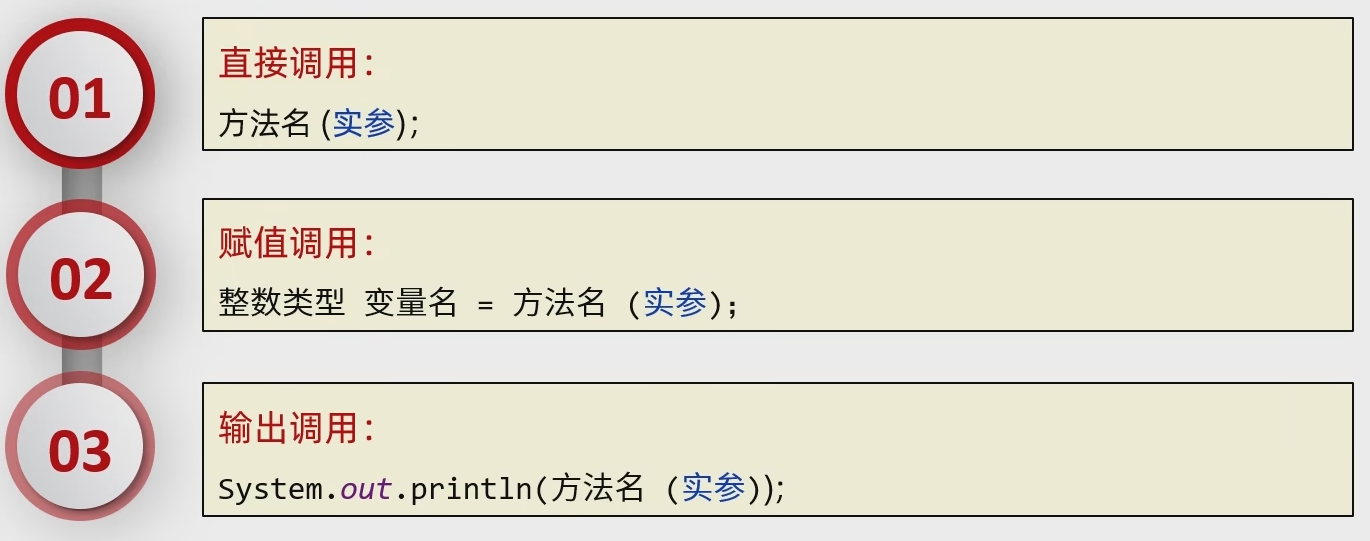 01
直接调用：
方法名 (实参);
02
赋值调用：
整数类型 变量名 = 方法名 (实参);
03
输出调用：
System.out.println(方法名 (实参));